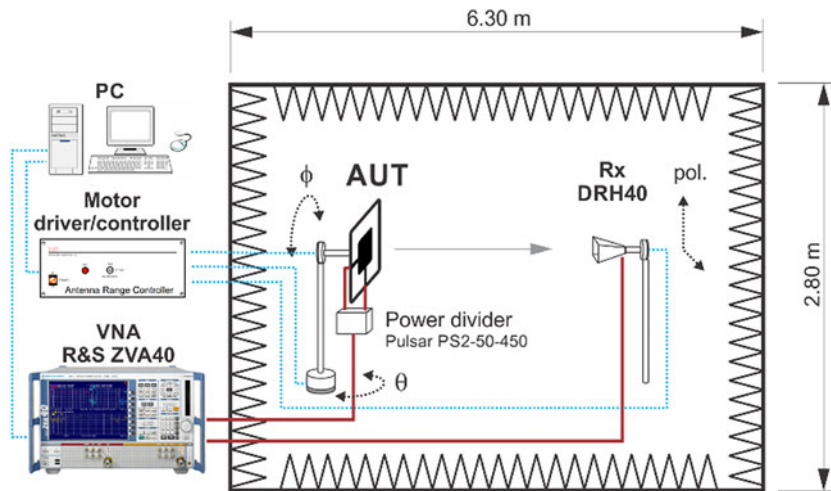 6.30 m
PC
Motor
driver/controller
Antenna Range Controller
VNA
R&S ZVA40
ϕ
AUT
Power divider
Pulsar PS2-50-450
θ
Rx
DRH40
pol.
2.80 m